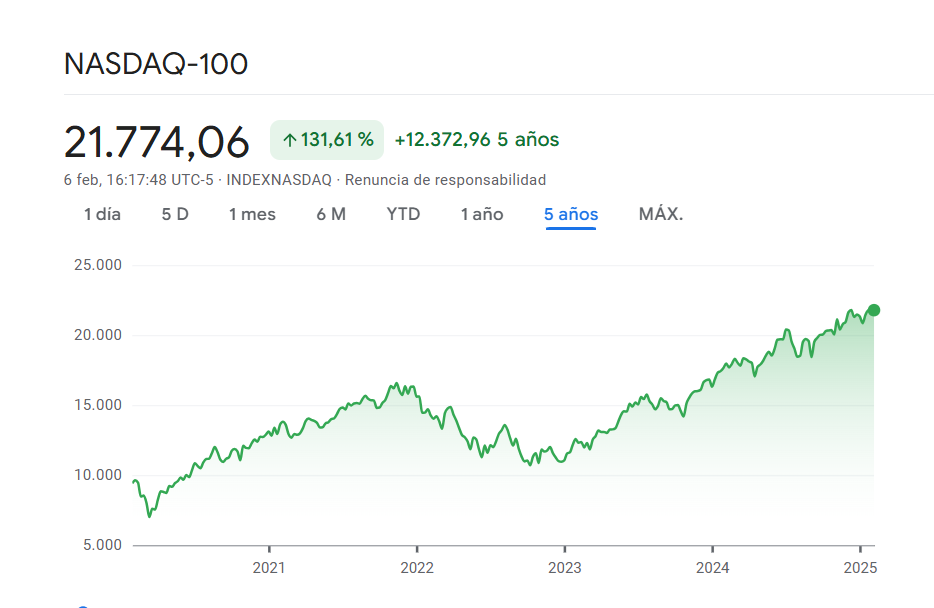 NASDAQ-100
21.774,06 ↑ 131,61 % +12.372,96 5 años
6 feb, 16:17:48 UTC-5 · INDEXNASDAQ · Renuncia de responsabilidad
1 día 5 D 1 mes 6 M YTD 1 año 5 años MÁX.
25.000
20.000
15.000
10.000
5.000
2021 2022 2023 2024 2025